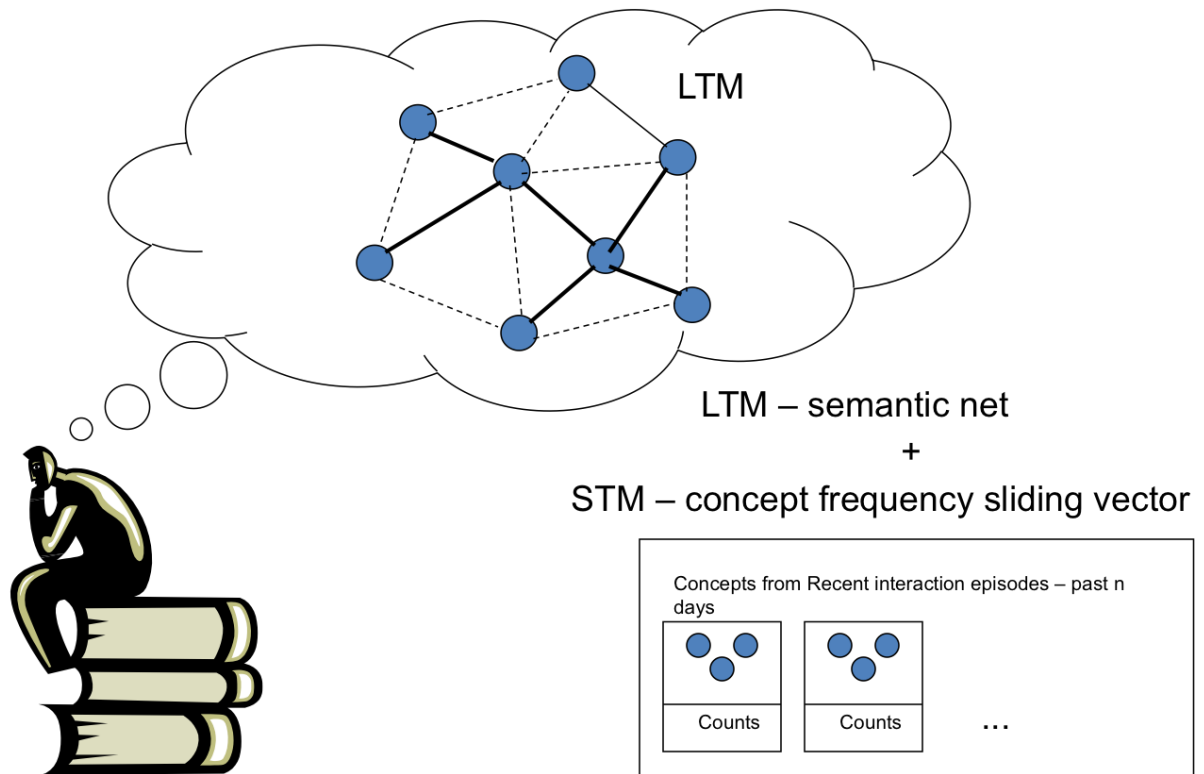 LTM
LTM – semantic net
+
STM – concept frequency sliding vector
Concepts from Recent interaction episodes – past n
days
Counts
Counts
...